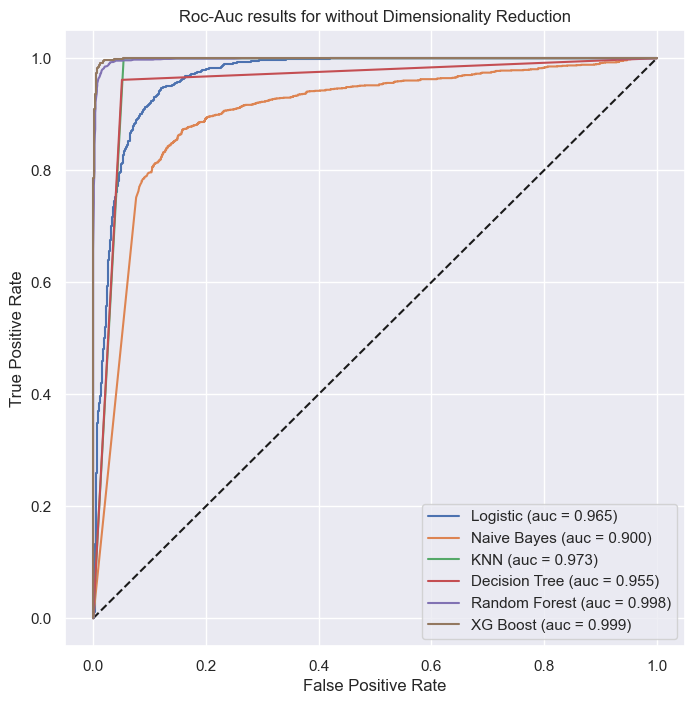 Roc-Auc results for without Dimensionality Reduction
1.0
0.8
0.6
0.4
0.2
0.0
True Positive Rate
Logistic (auc = 0.965)
Naive Bayes (auc = 0.900)
KNN (auc = 0.973)
Decision Tree (auc = 0.955)
Random Forest (auc = 0.998)
XG Boost (auc = 0.999)
0.0 0.2 0.4 0.6 0.8 1.0
False Positive Rate